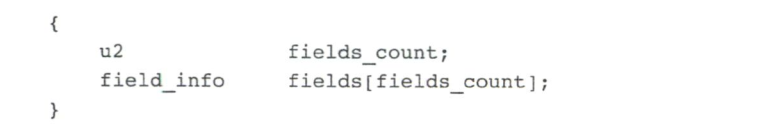 {
    u2              fields_count;
    field_info      fields[fields_count];
}